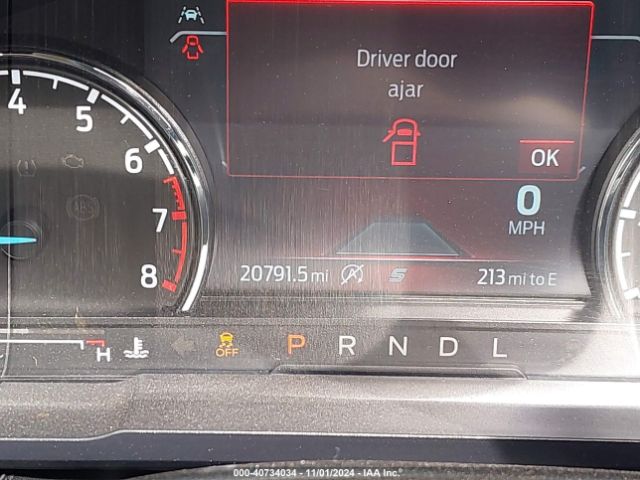 Driver door
ajar
OK
4
5
6
7
8
0
MPH
20791.5 mi
S
213 mi to E
H
OFF
P R N D L
000-40734034 - 11/01/2024 - IAA Inc.